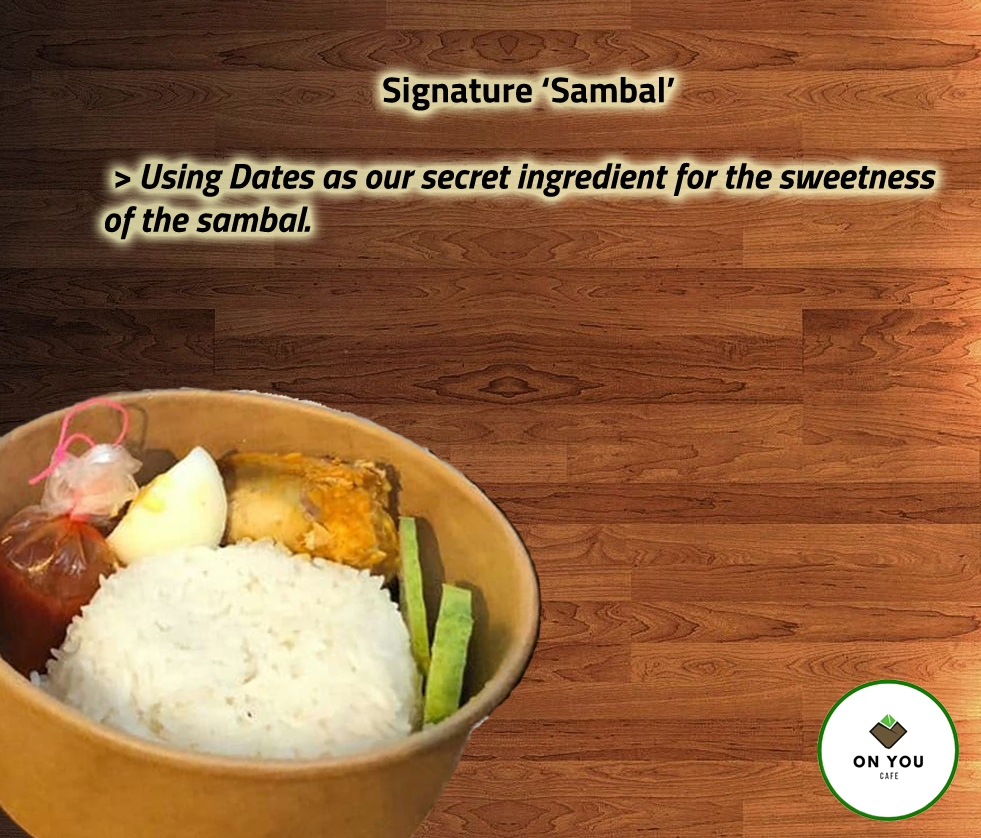 Signature ‘Sambal’
> Using Dates as our secret ingredient for the sweetness
of the sambal.
ON YOU
CAFE